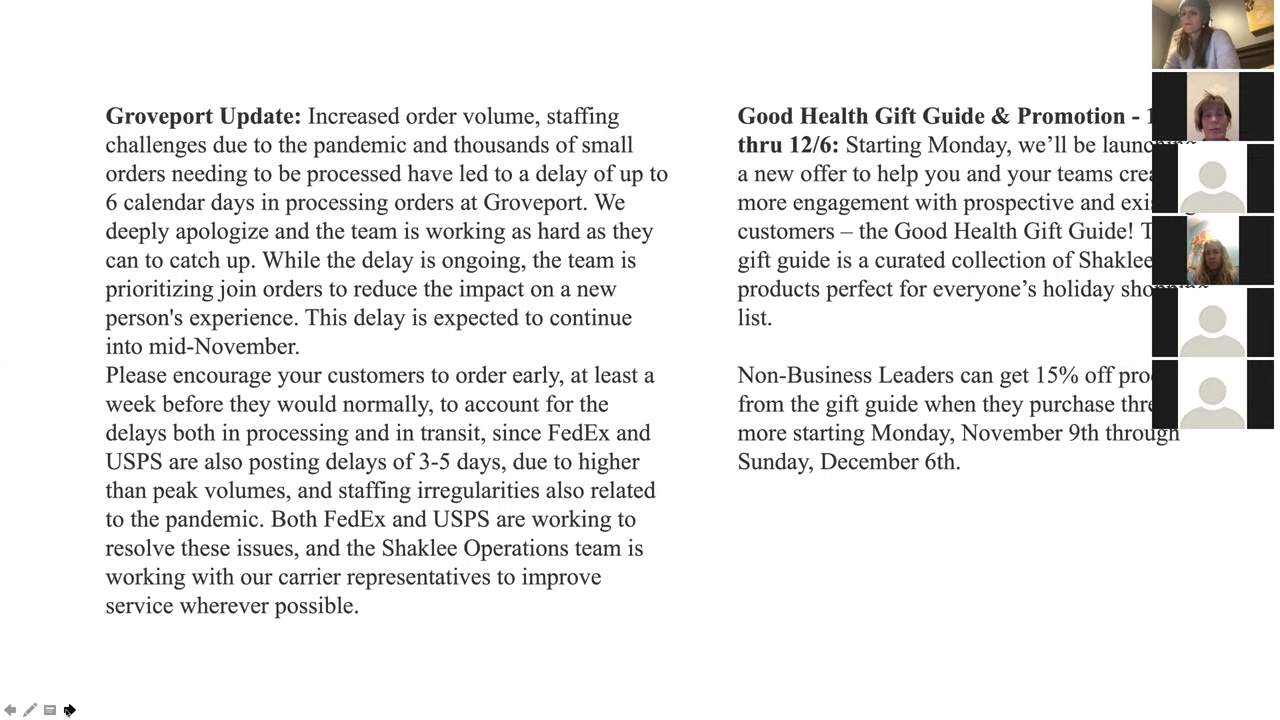 Groveport Update: Increased order volume, staffing
challenges due to the pandemic and thousands of small
orders needing to be processed have led to a delay of up to
6 calendar days in processing orders at Groveport. We
deeply apologize and the team is working as hard as they
can to catch up. While the delay is ongoing, the team is
prioritizing join orders to reduce the impact on a new
person's experience. This delay is expected to continue
into mid-November.
Please encourage your customers to order early, at least a
week before they would normally, to account for the
delays both in processing and in transit, since FedEx and
USPS are also posting delays of 3-5 days, due to higher
than peak volumes, and staffing irregularities also related
to the pandemic. Both FedEx and USPS are working to
resolve these issues, and the Shaklee Operations team is
working with our carrier representatives to improve
service wherever possible.
Good Health Gift Guide & Promotion -
thru 12/6: Starting Monday, we’ll be launching
a new offer to help you and your teams
more engagement with prospective and
customers – the Good Health Gift Guide!
gift guide is a curated collection of Shaklee
products perfect for everyone’s holiday shopping
list.
Non-Business Leaders can get 15% off
from the gift guide when they purchase
more starting Monday, November 9th through
Sunday, December 6th.